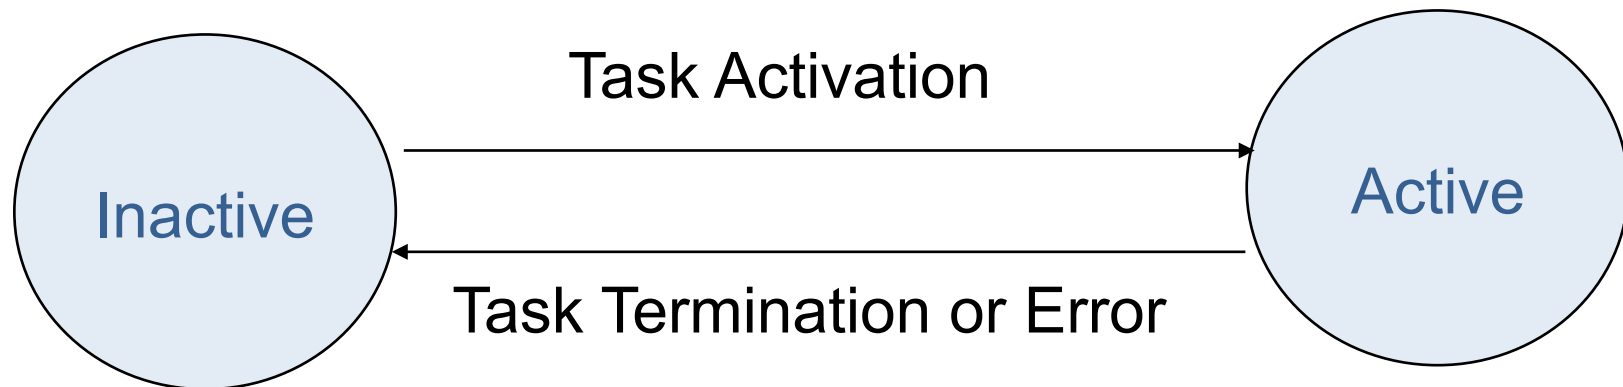 Task Activation
Inactive
Active
Task Termination or Error